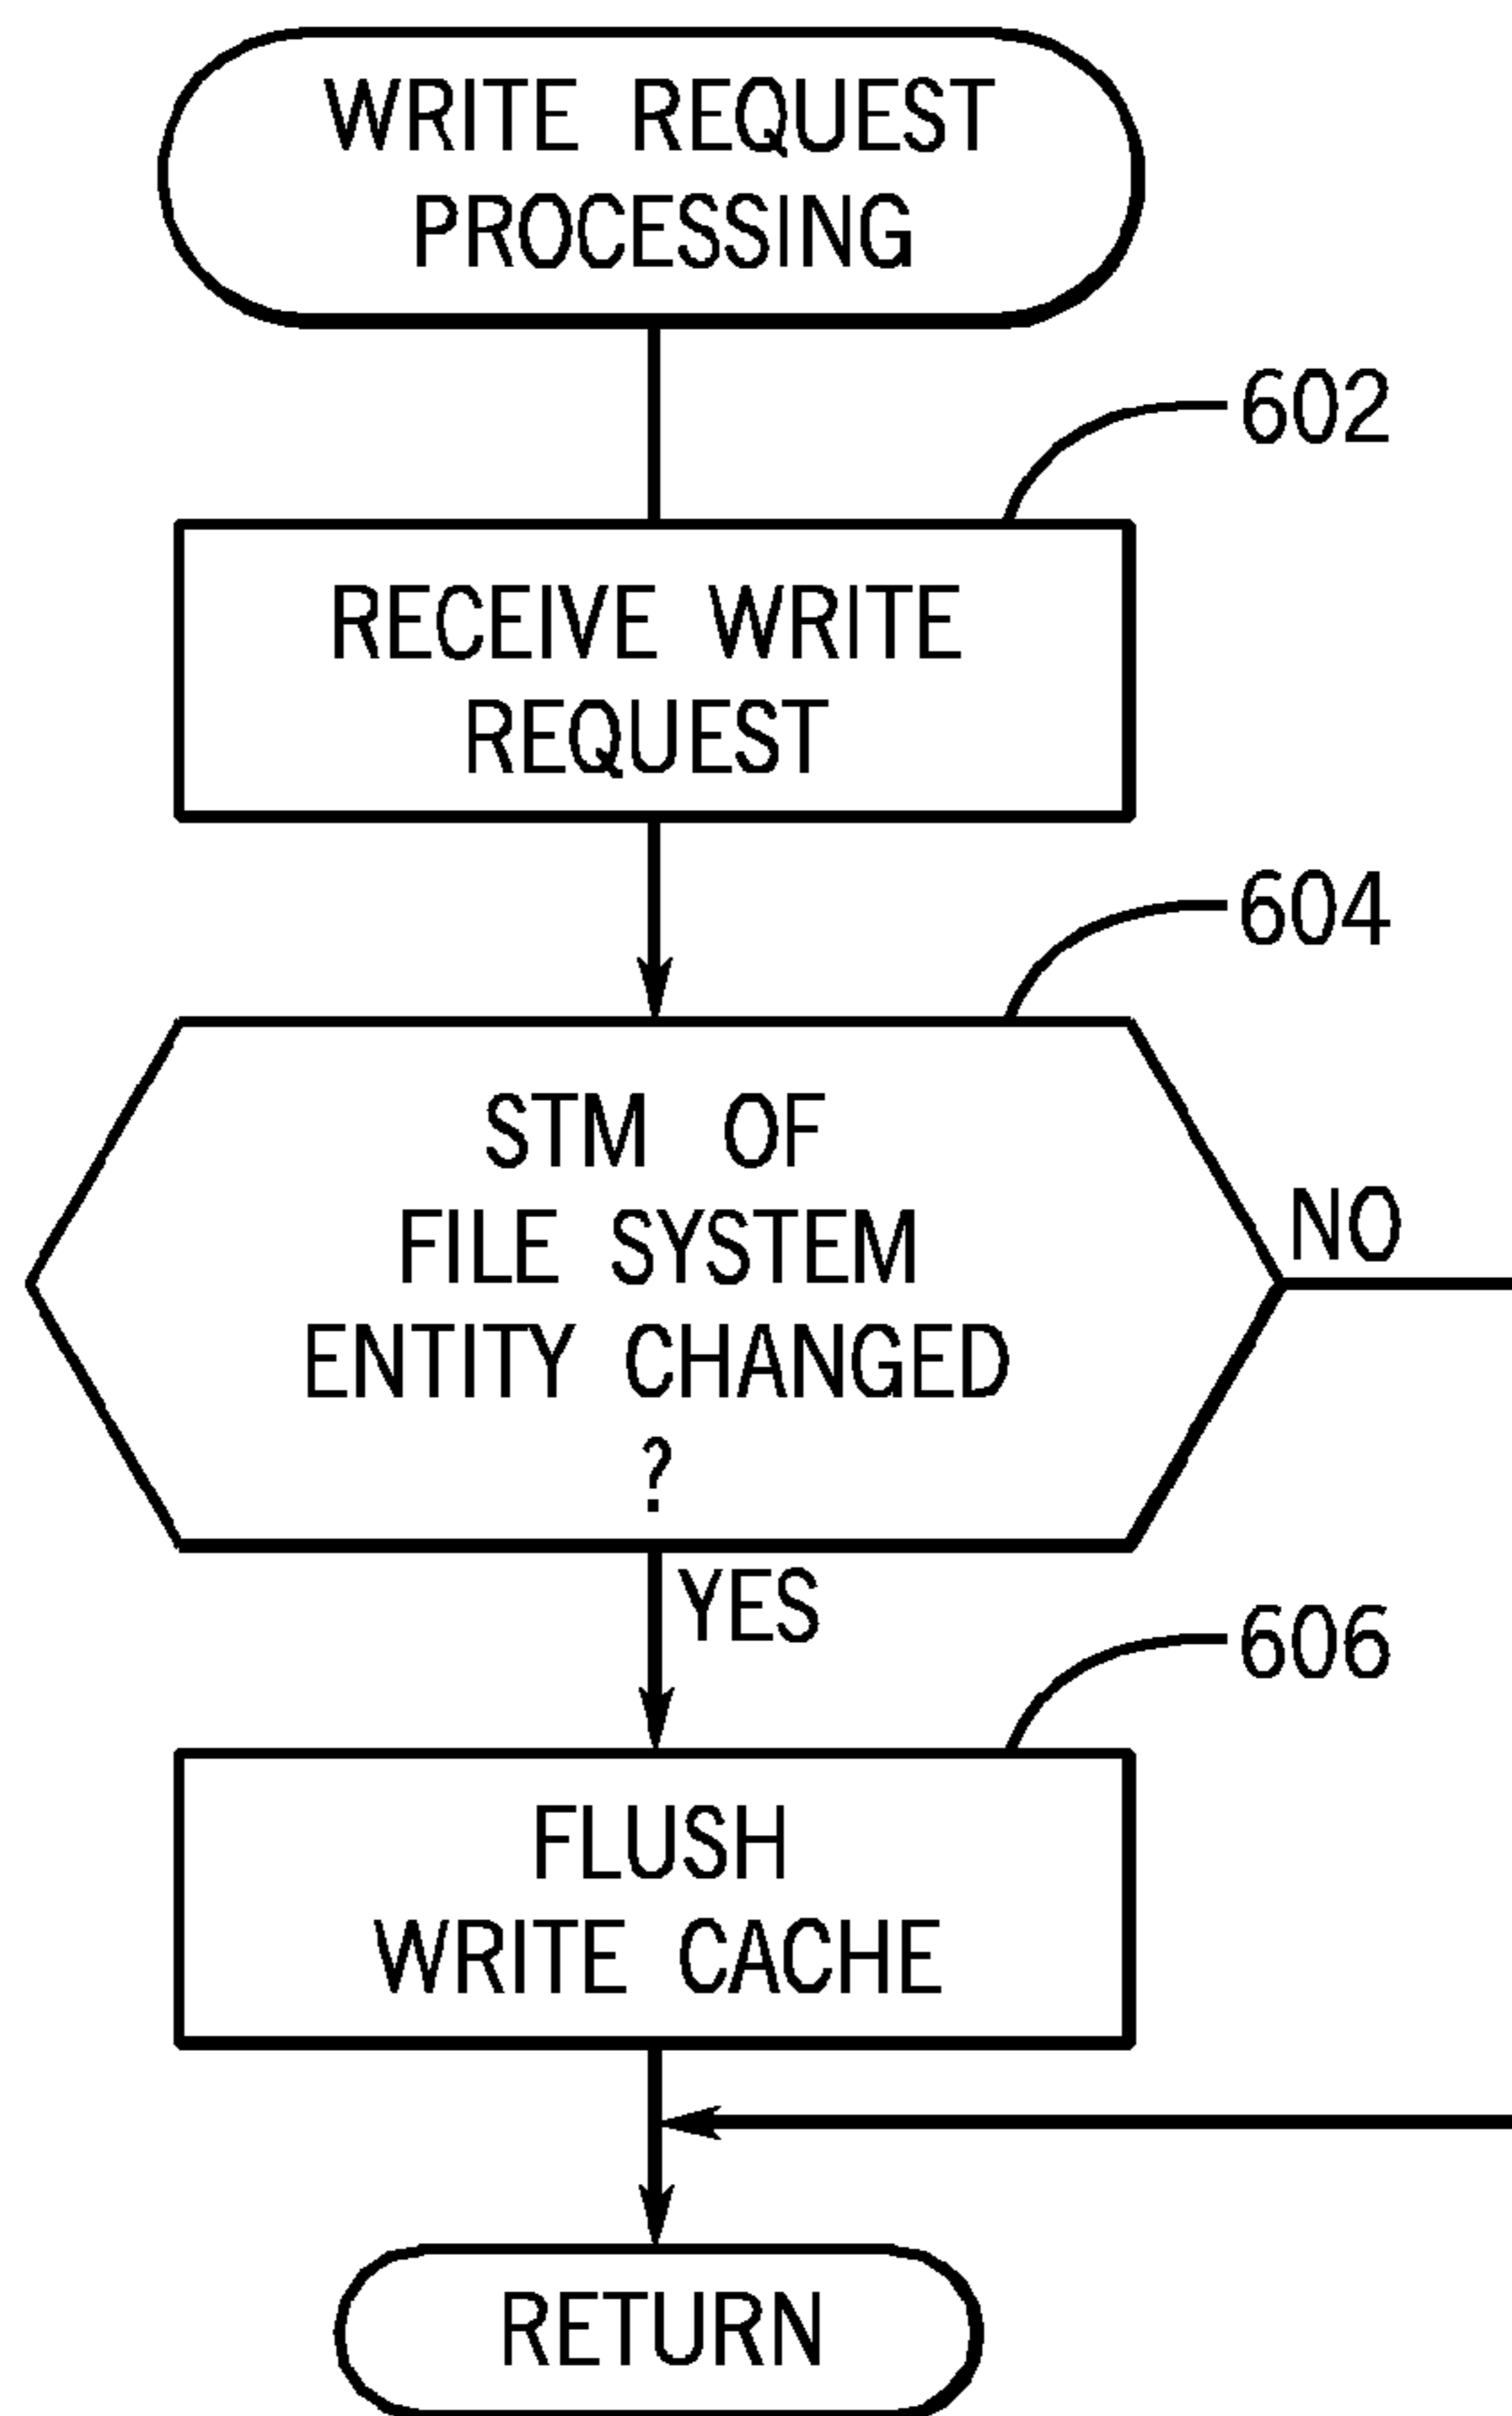 WRITE REQUEST
PROCESSING
602
RECEIVE WRITE
REQUEST
604
STM OF
FILE SYSTEM
ENTITY CHANGED
?
NO
YES
606
FLUSH
WRITE CACHE
RETURN